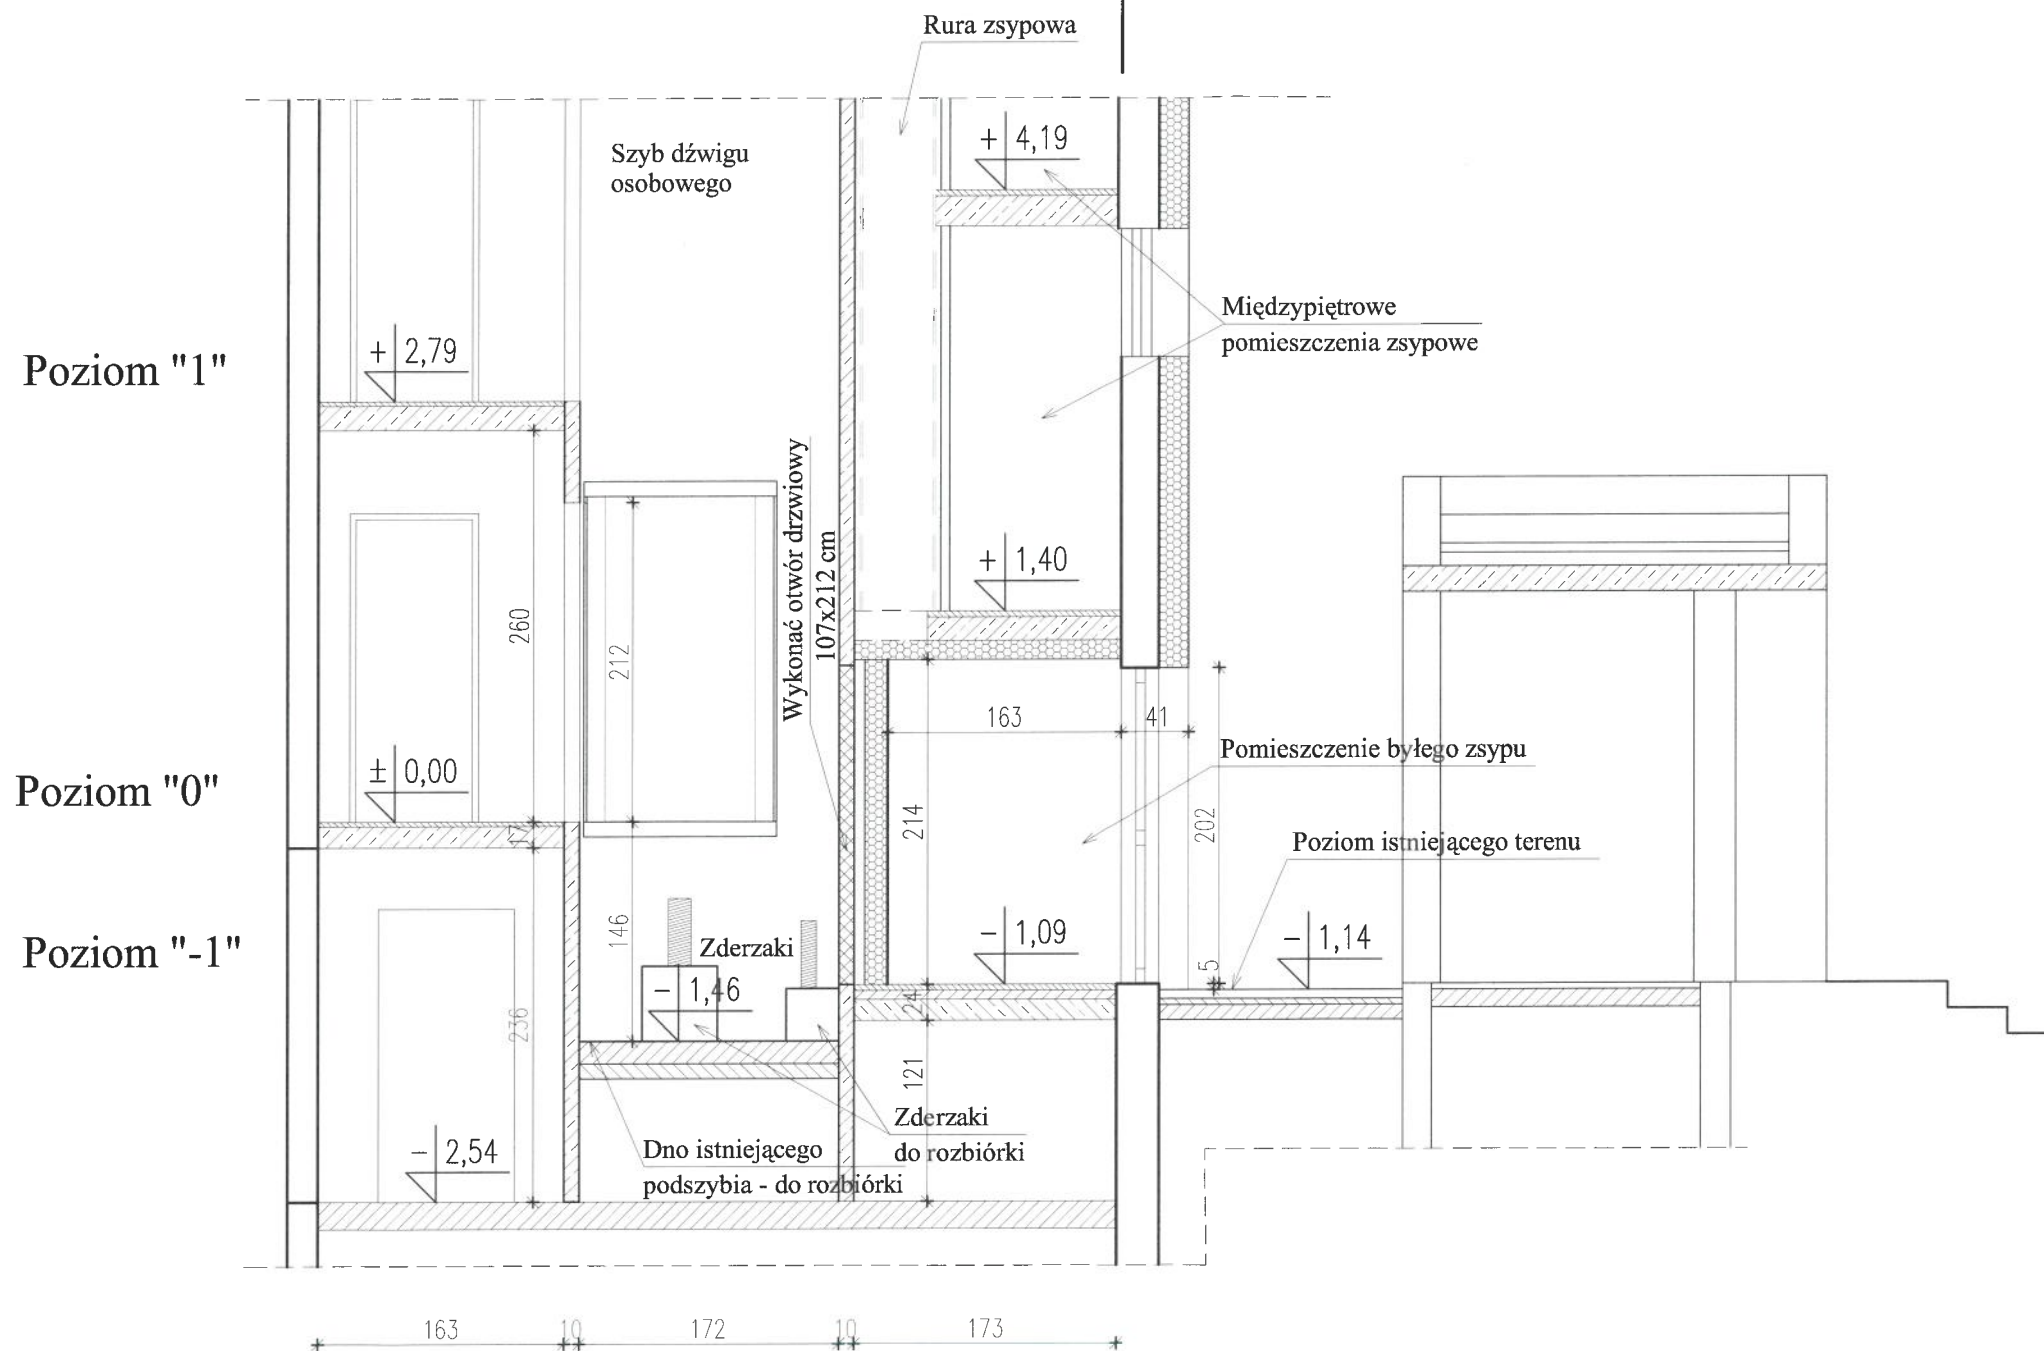 Rura zsypowa
Szyb dźwigu
osobowego
+ 4,19
Międzypiętrowe
pomieszczenia zsypowe
Poziom "1"
+ 2,79
Wykonać otwór drzwiowy
107x212 cm
+ 1,40
260
212
163
41
Pomieszczenie byłego zsypu
Poziom "0"
± 0,00
17
214
202
Poziom istniejącego terenu
Poziom "-1"
146
Zderzaki
- 1,09
- 1,14
5
- 1,46
24
236
121
Zderzaki
do rozbiórki
- 2,54
Dno istniejącego
podszybia - do rozbiórki
163
10
172
10
173